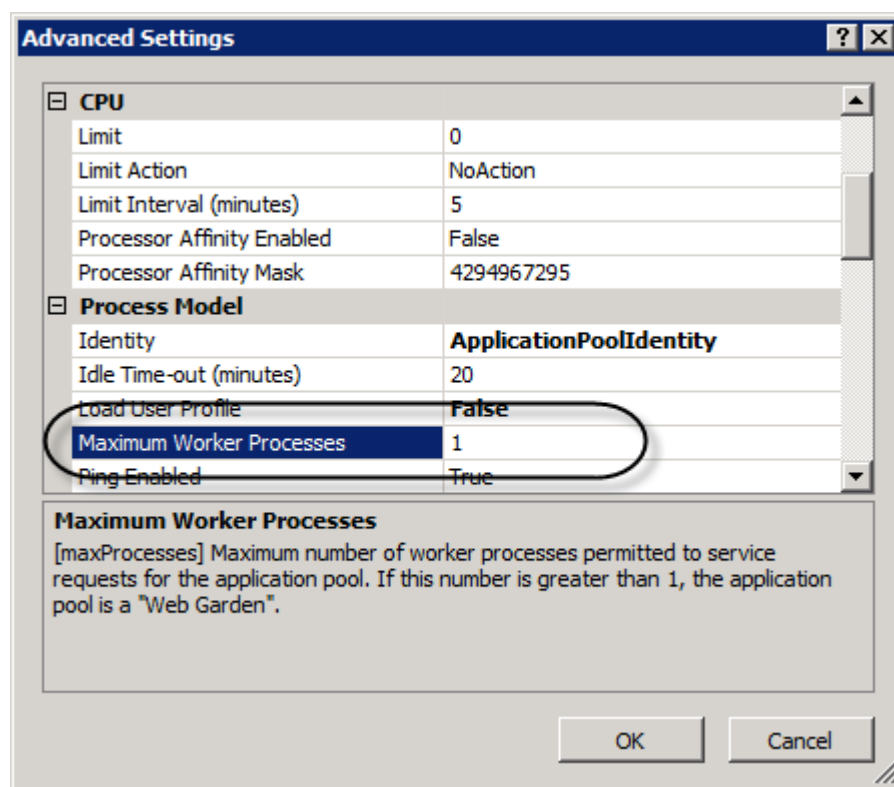 Advanced Settings
CPU
Limit 0
Limit Action NoAction
Limit Interval (minutes) 5
Processor Affinity Enabled False
Processor Affinity Mask 4294967295
Process Model
Identity ApplicationPoolIdentity
Idle Time-out (minutes) 20
Load User Profile False
Maximum Worker Processes 1
Ping Enabled True
Maximum Worker Processes
[maxProcesses] Maximum number of worker processes permitted to service
requests for the application pool. If this number is greater than 1, the application
pool is a "Web Garden".
OK Cancel